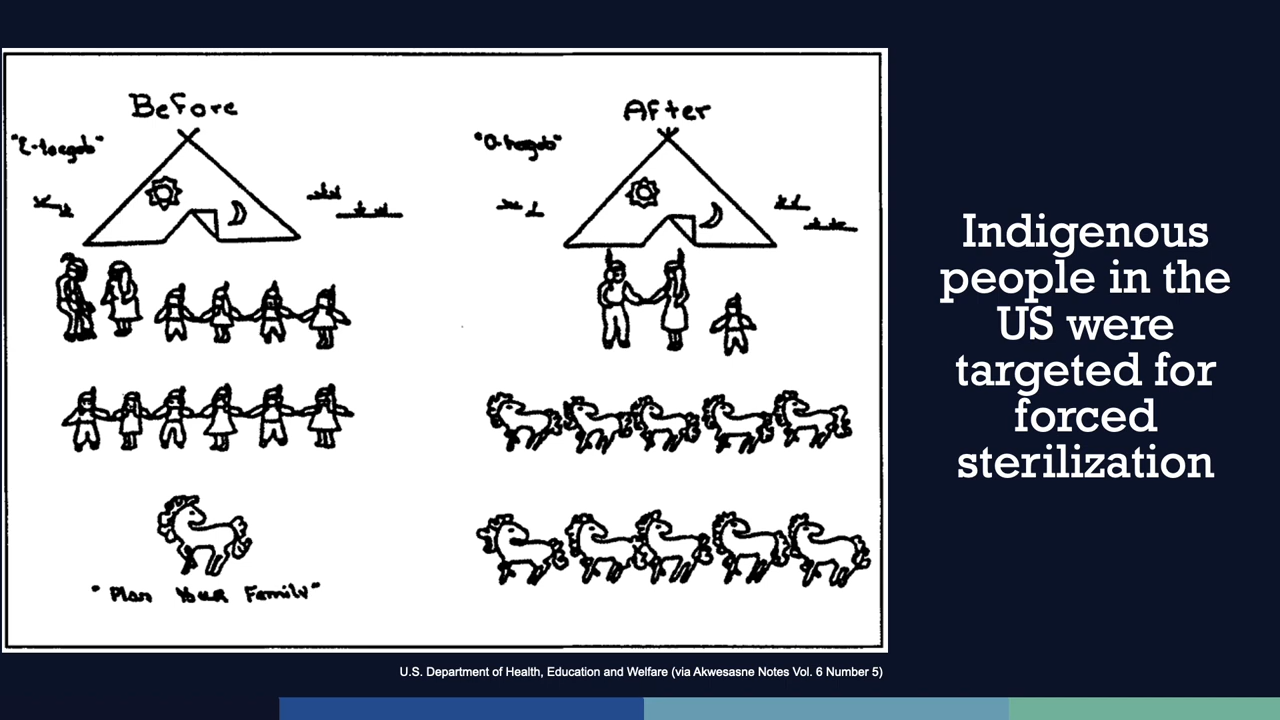 Before
After
"Plan Your Family"
Indigenous
people in the
US were
targeted for
forced
sterilization
U.S. Department of Health, Education and Welfare (via Akwesasne Notes Vol. 6 Number 5)